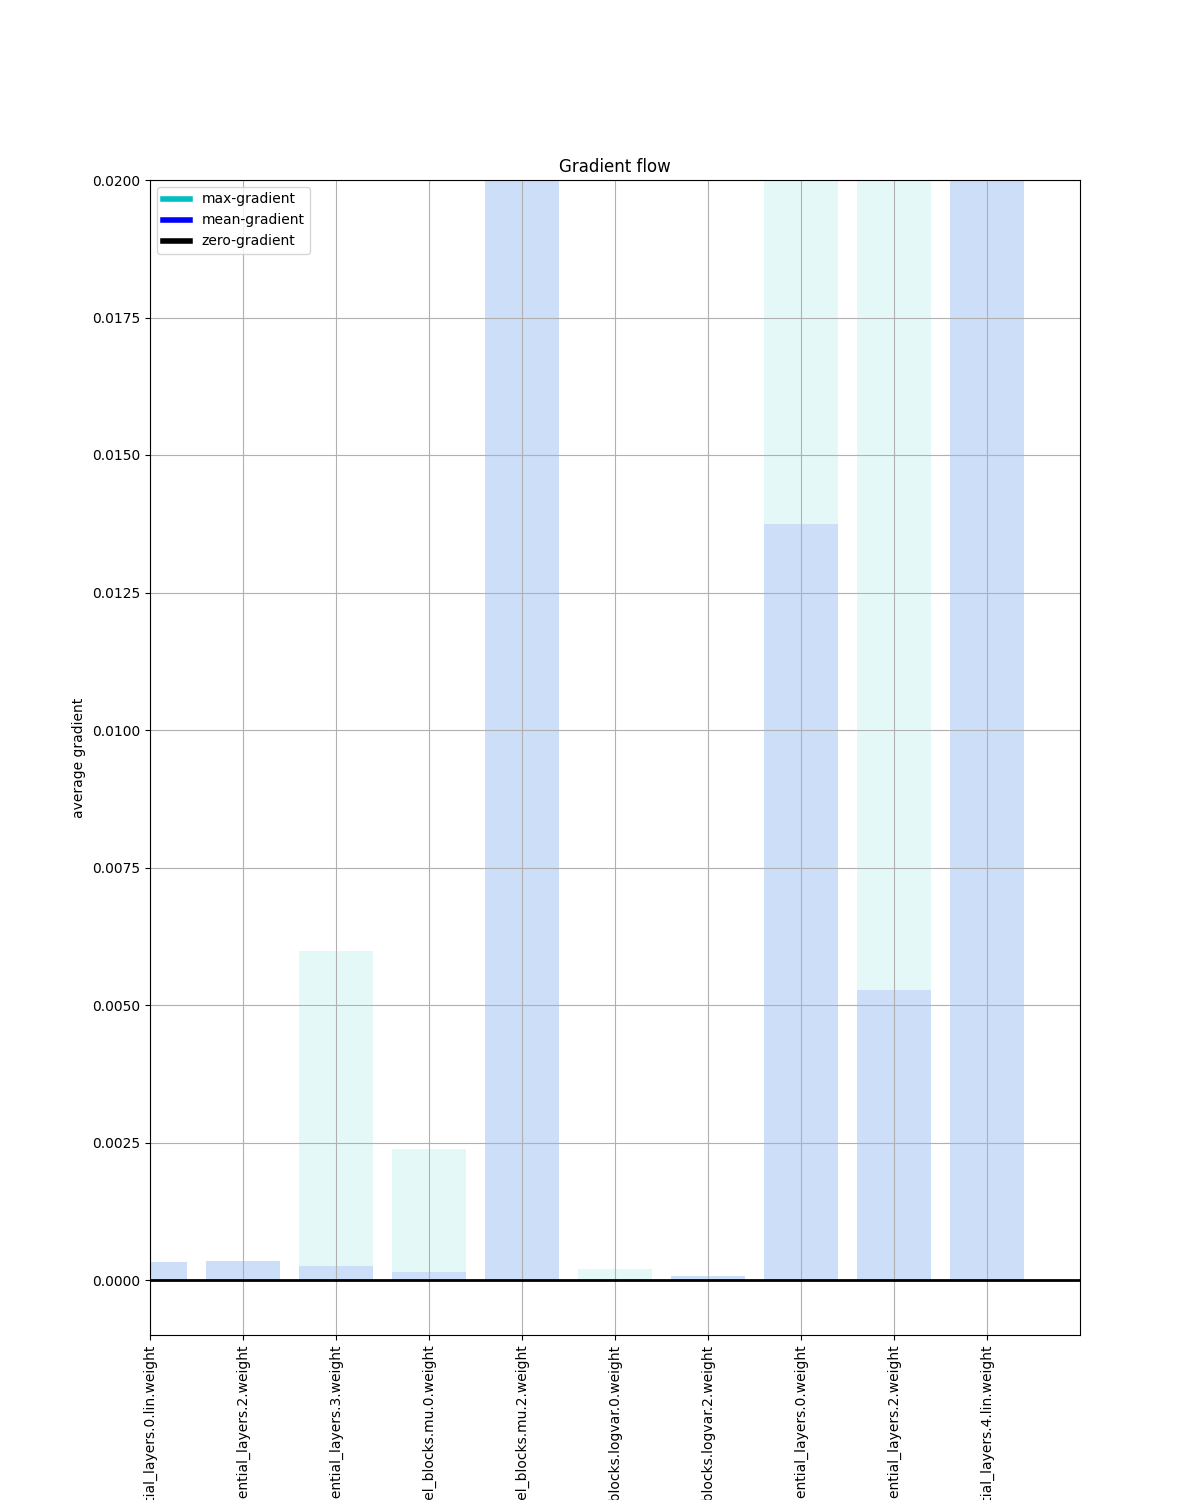 Gradient flow
max-gradient
mean-gradient
zero-gradient
0.0200
0.0175
0.0150
0.0125
0.0100
0.0075
0.0050
0.0025
0.0000
average gradient
tial_layers.0.lin.weight
ential_layers.2.weight
ential_layers.3.weight
el_blocks.mu.0.weight
el_blocks.mu.2.weight
blocks.logvar.0.weight
blocks.logvar.2.weight
ential_layers.0.weight
ential_layers.2.weight
tial_layers.4.lin.weight